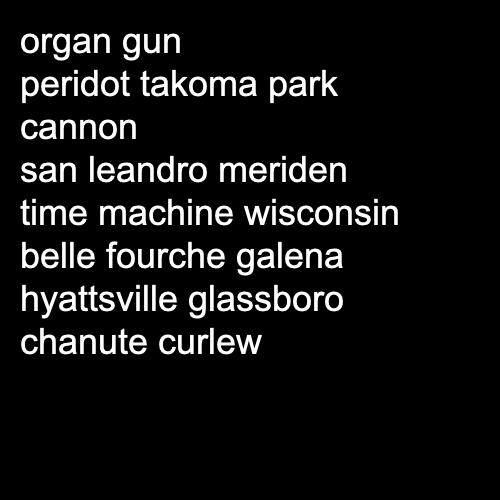 organ gun
peridot takoma park
cannon
san leandro meriden
time machine wisconsin
belle fourche galena
hyattsville glassboro
chanute curlew